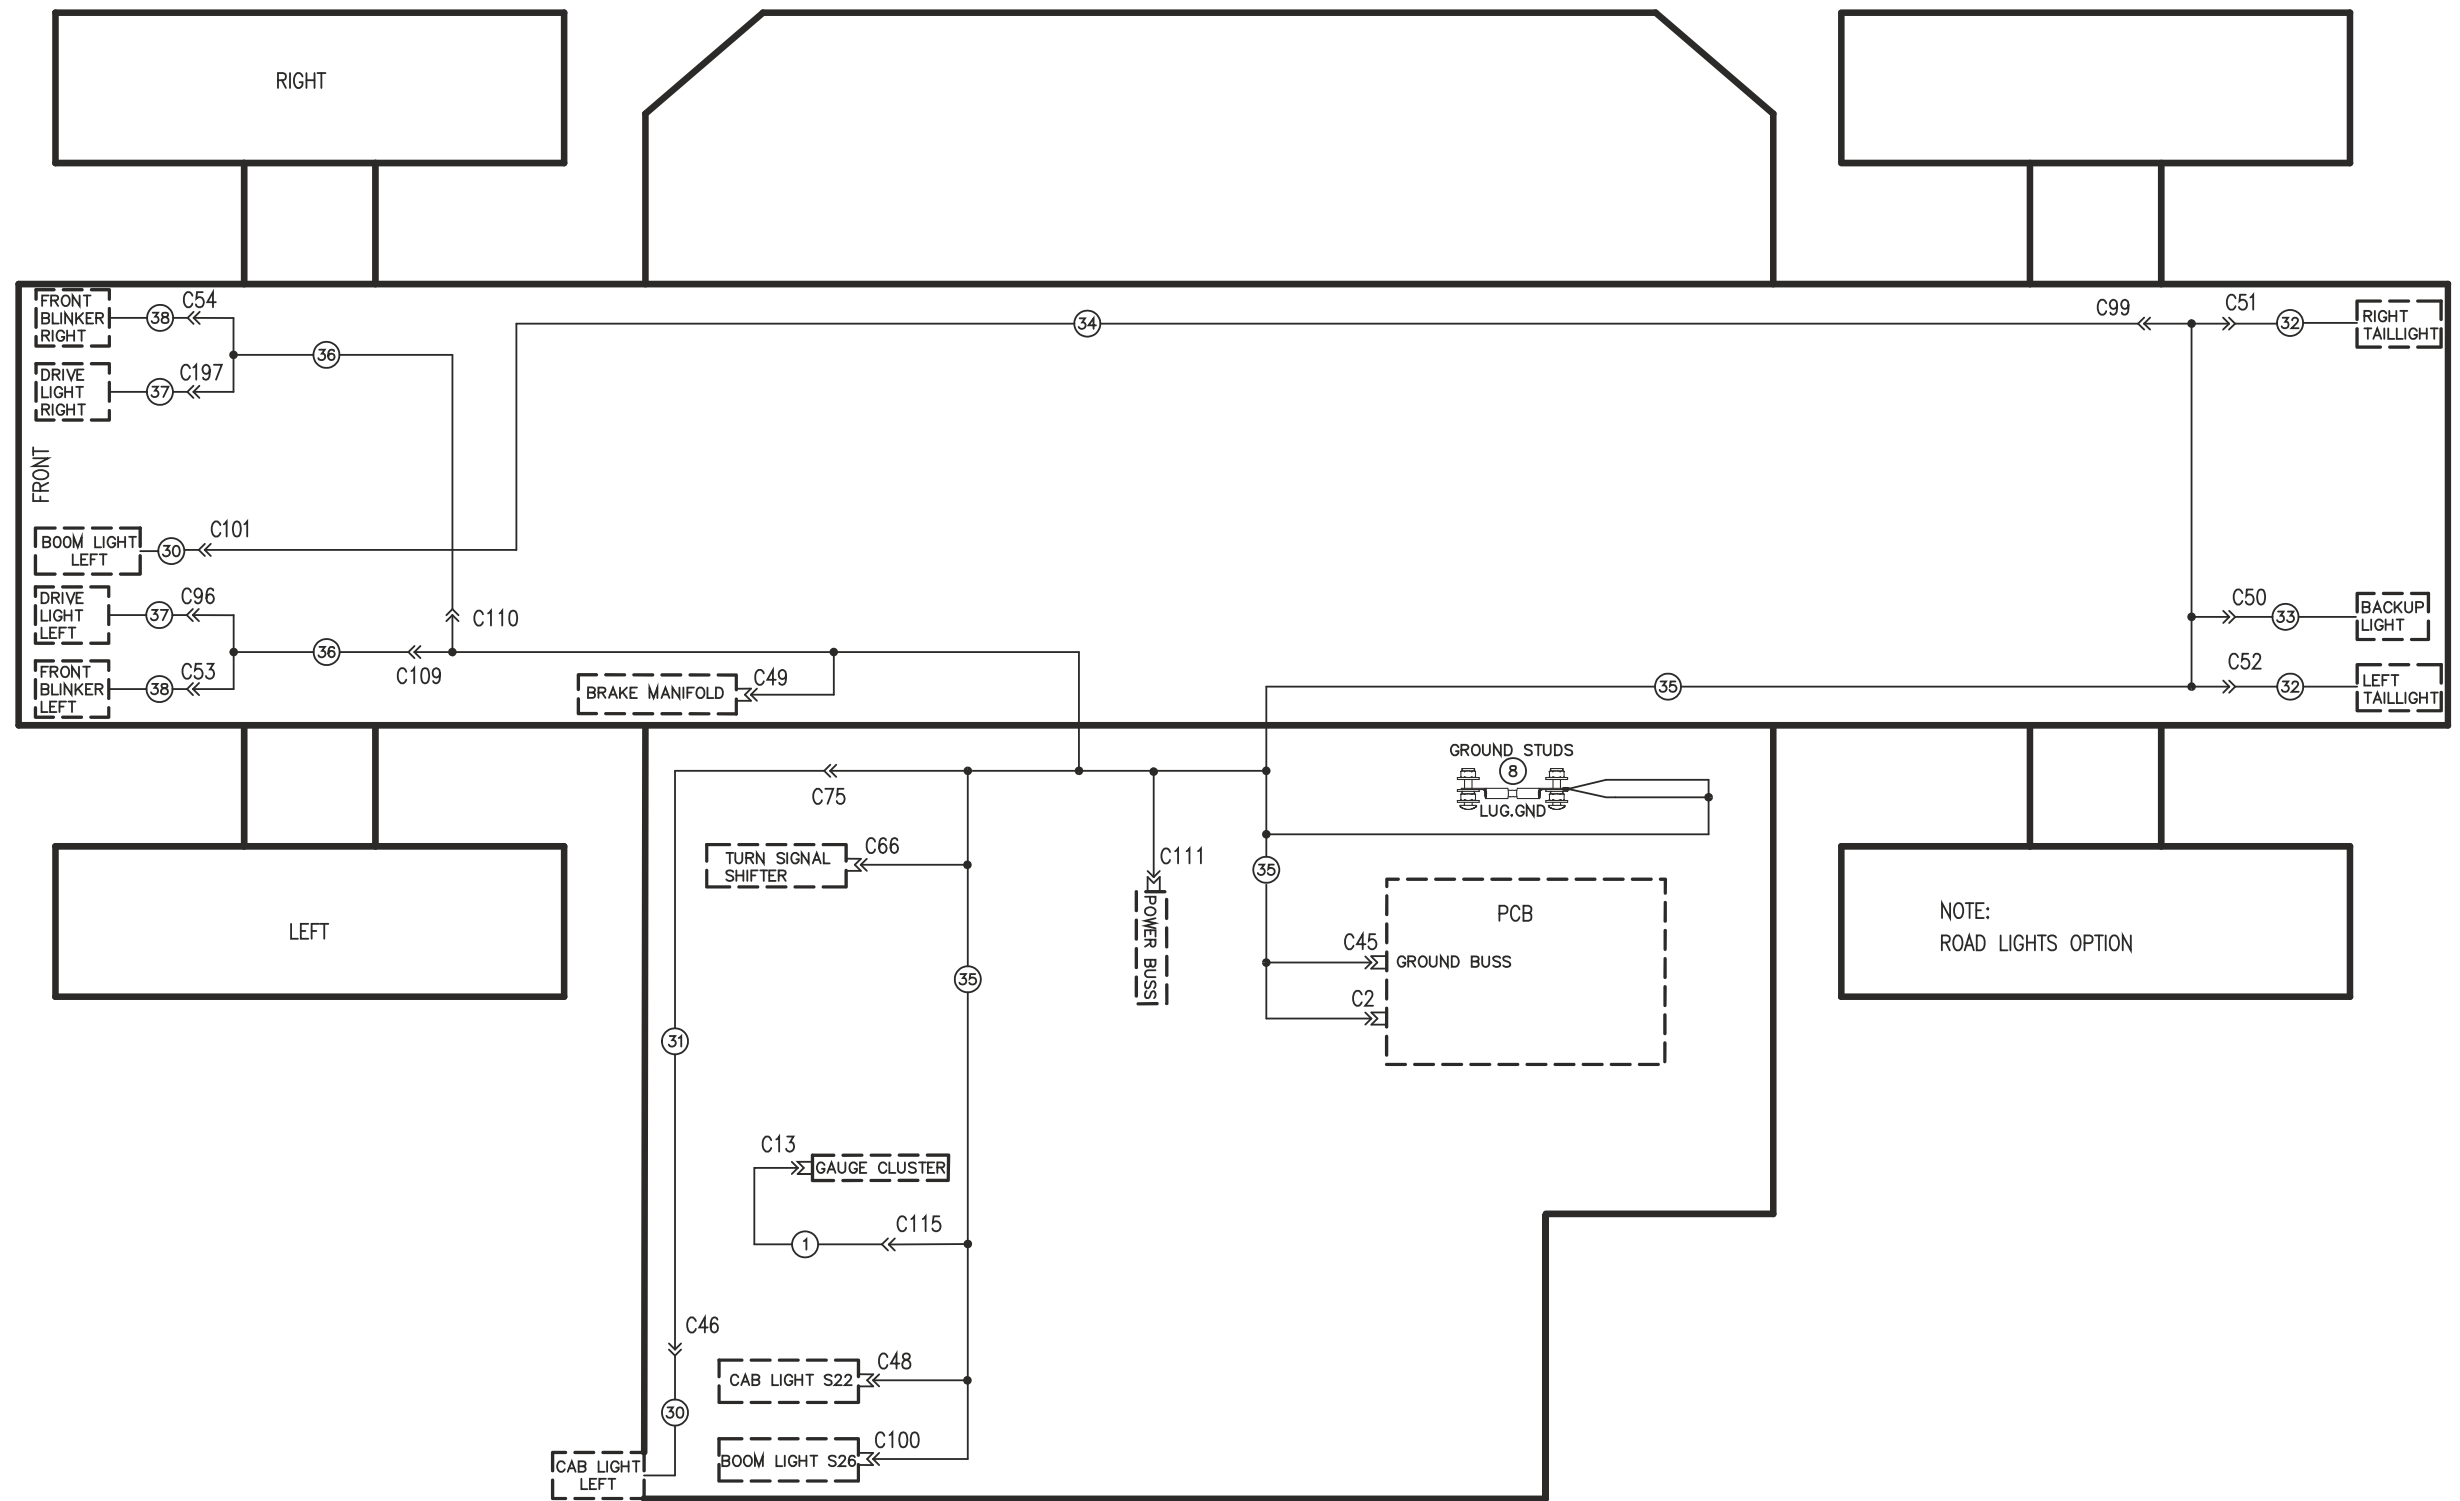 RIGHT
FRONT
BLINKER
RIGHT
38
C54
DRIVE
LIGHT
RIGHT
37
C197
36
34
C99
C51
32
RIGHT
TAILLIGHT
FRONT
BOOM LIGHT
LEFT
30
C101
DRIVE
LIGHT
LEFT
37
C96
C110
36
C109
FRONT
BLINKER
LEFT
38
C53
BRAKE MANIFOLD
C49
C50
33
BACKUP
LIGHT
35
C52
32
LEFT
TAILLIGHT
C75
GROUND STUDS
8
LUG.GND
TURN SIGNAL
SHIFTER
C66
C111
POWER BUSS
35
LEFT
PCB
C45
GROUND BUSS
C2
NOTE:
ROAD LIGHTS OPTION
35
31
C13
GAUGE CLUSTER
C115
1
C46
C48
CAB LIGHT S22
30
C100
BOOM LIGHT S26
CAB LIGHT
LEFT